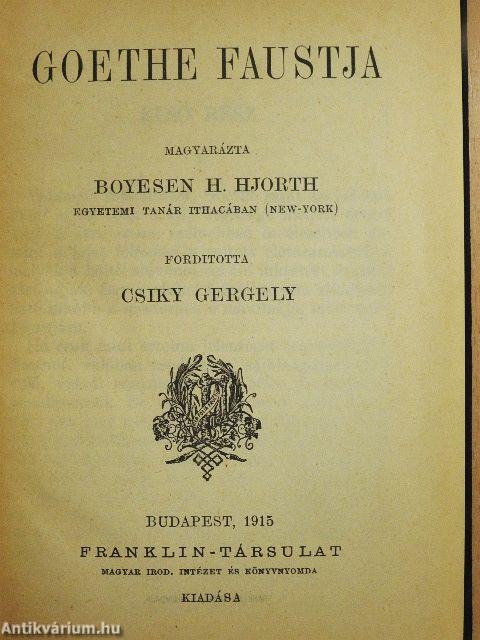 GOETHE FAUSTJA
MAGYARÁZTA
BOYESEN H. HJORTH
EGYETEMI TANÁR ITHACÁBAN (NEW-YORK)
FORDITOTTA
CSIKY GERGELY
BUDAPEST, 1915
FRANKLIN-TÁRSULAT
MAGYAR IROD. INTÉZET ÉS KÖNYVNYOMDA
KIADÁSA
Antikvárium.hu